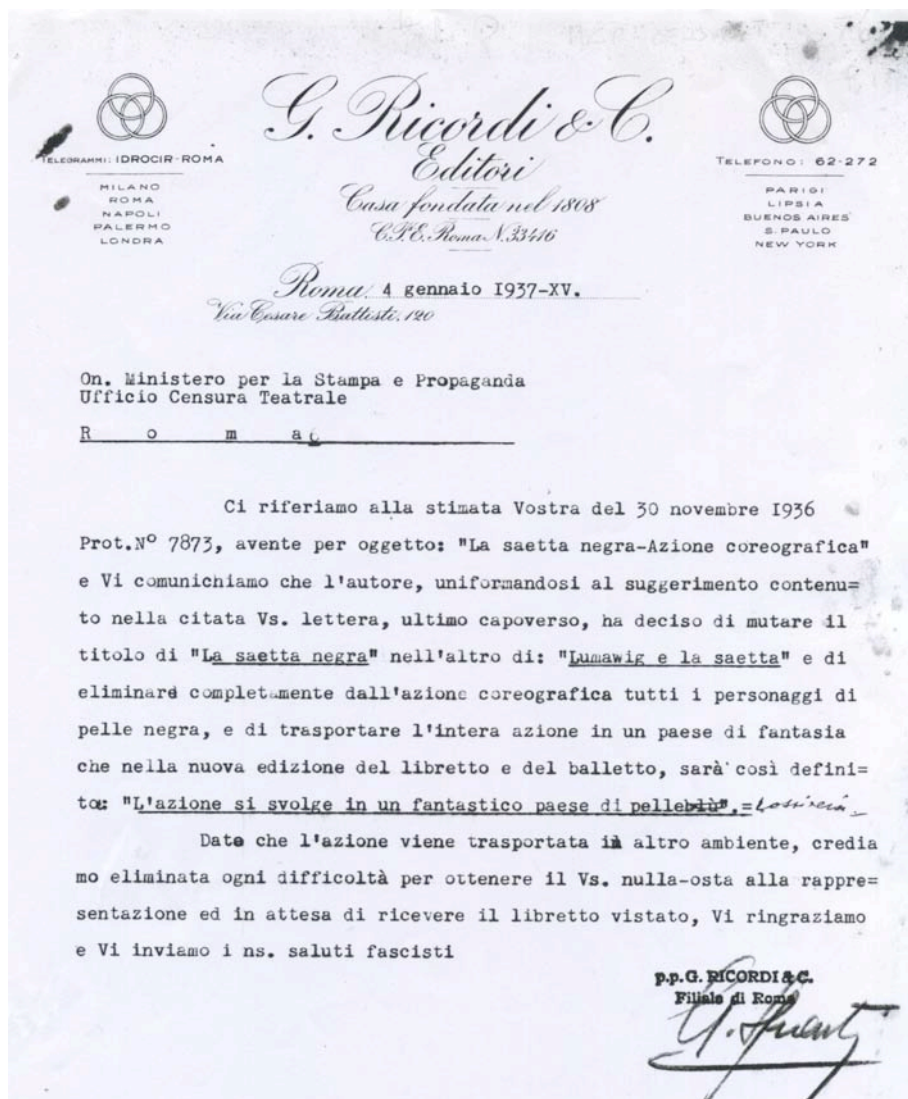 G. Ricordi & C.
Editori
Casa fondata nel 1808
C.P.E. Roma N. 33416
TELEGRAMMI: IDROCIR-ROMA
MILANO
ROMA
NAPOLI
PALERMO
LONDRA
TELEFONO: 62-272
PARIGI
LIPSIA
BUENOS AIRES
S. PAULO
NEW YORK
Roma, 4 gennaio I937-XV.
Via Cesare Battisti, 120
On. Ministero per la Stampa e Propaganda
Ufficio Censura Teatrale
R o m a
Ci riferiamo alla stimata Vostra del 30 novembre I936
Prot.Nº 7873, avente per oggetto: "La saetta negra-Azione coreografica"
e Vi comunichiamo che l'autore, uniformandosi al suggerimento contenu=
to nella citata Vs. lettera, ultimo capoverso, ha deciso di mutare il
titolo di "La saetta negra" nell'altro di: "Lumawig e la saetta" e di
eliminare completamente dall'azione coreografica tutti i personaggi di
pelle negra, e di trasportare l'intera azione in un paese di fantasia
che nella nuova edizione del libretto e del balletto, sarà così defini=
to: "L'azione si svolge in un fantastico paese di pelleblù".=
Dato che l'azione viene trasportata in altro ambiente, credia
mo eliminata ogni difficoltà per ottenere il Vs. nulla-osta alla rappre=
sentazione ed in attesa di ricevere il libretto vistato, Vi ringraziamo
e Vi inviamo i ns. saluti fascisti
p.p.G. RICORDI & C.
Filiale di Roma